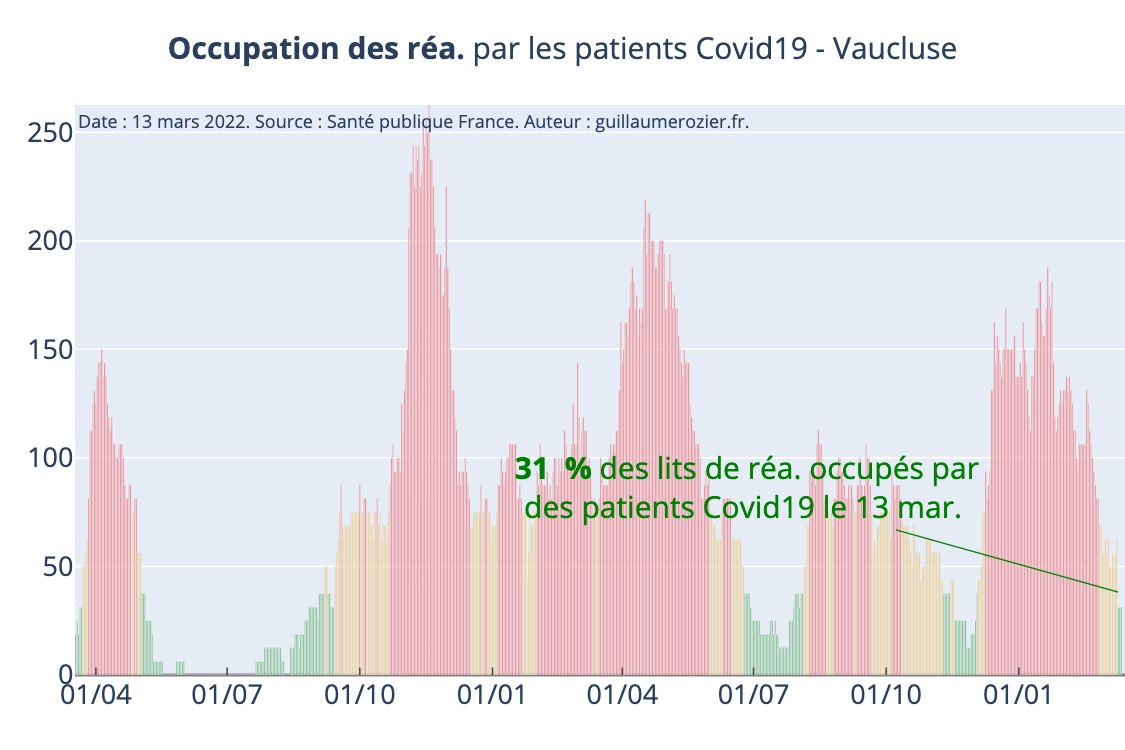 Occupation des réa. par les patients Covid19 - Vaucluse
Date : 13 mars 2022. Source : Santé publique France. Auteur : guillaumerozier.fr.
250
200
150
100
50
0
31 % des lits de réa. occupés par
des patients Covid19 le 13 mar.
01/04 01/07 01/10 01/01 01/04 01/07 01/10 01/01